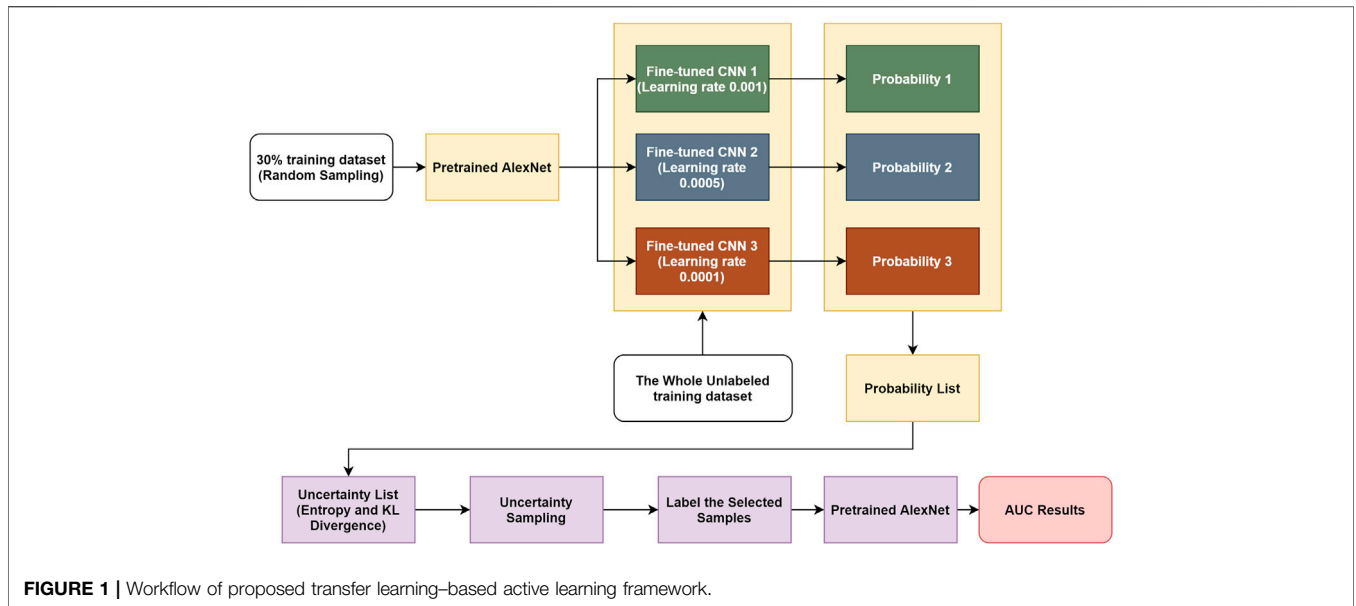 Fine-tuned CNN 1
(Learning rate 0.001)
Probability 1
30% training dataset
(Random Sampling)
Pretrained AlexNet
Fine-tuned CNN 2
(Learning rate
0.0005)
Probability 2
Fine-tuned CNN 3
(Learning rate
0.0001)
Probability 3
The Whole Unlabeled
training dataset
Probability List
Uncertainty List
(Entropy and KL
Divergence)
Uncertainty
Sampling
Label the Selected
Samples
Pretrained AlexNet
AUC Results
FIGURE 1 | Workflow of proposed transfer learning–based active learning framework.